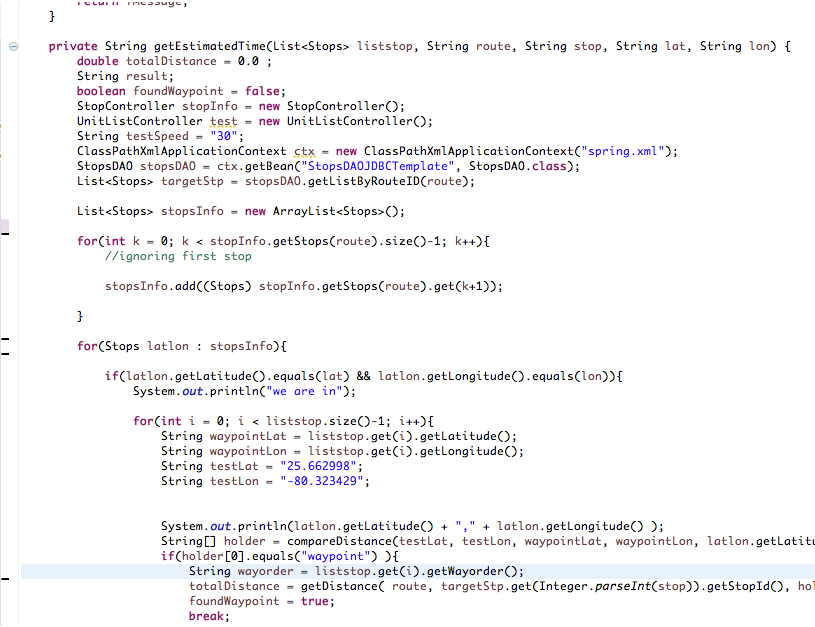 }
private String getEstimatedTime(List<Stops> liststop, String route, String stop, String lat, String lon) {
double totalDistance = 0.0 ;
String result;
boolean foundWaypoint = false;
StopController stopInfo = new StopController();
UnitListController test = new UnitListController();
String testSpeed = "30";
ClassPathXmlApplicationContext ctx = new ClassPathXmlApplicationContext("spring.xml");
StopsDAO stopsDAO = ctx.getBean("StopsDAOJDBCTemplate", StopsDAO.class);
List<Stops> targetStp = stopsDAO.getListByRouteID(route);
List<Stops> stopsInfo = new ArrayList<Stops>();
for(int k = 0; k < stopInfo.getStops(route).size()-1; k++){
//ignoring first stop
stopsInfo.add((Stops) stopInfo.getStops(route).get(k+1));
}
for(Stops latlon : stopsInfo){
if(latlon.getLatitude().equals(lat) && latlon.getLongitude().equals(lon)){
System.out.println("we are in");
for(int i = 0; i < liststop.size()-1; i++){
String waypointLat = liststop.get(i).getLatitude();
String waypointLon = liststop.get(i).getLongitude();
String testLat = "25.662998";
String testLon = "-80.323429";
System.out.println(latlon.getLatitude() + "," + latlon.getLongitude() );
String[] holder = compareDistance(testLat, testLon, waypointLat, waypointLon, latlon.getLatitu
if(holder[0].equals("waypoint") ){
String wayorder = liststop.get(i).getWayorder();
totalDistance = getDistance( route, targetStp.get(Integer.parseInt(stop)).getStopId(), hol
foundWaypoint = true;
break;